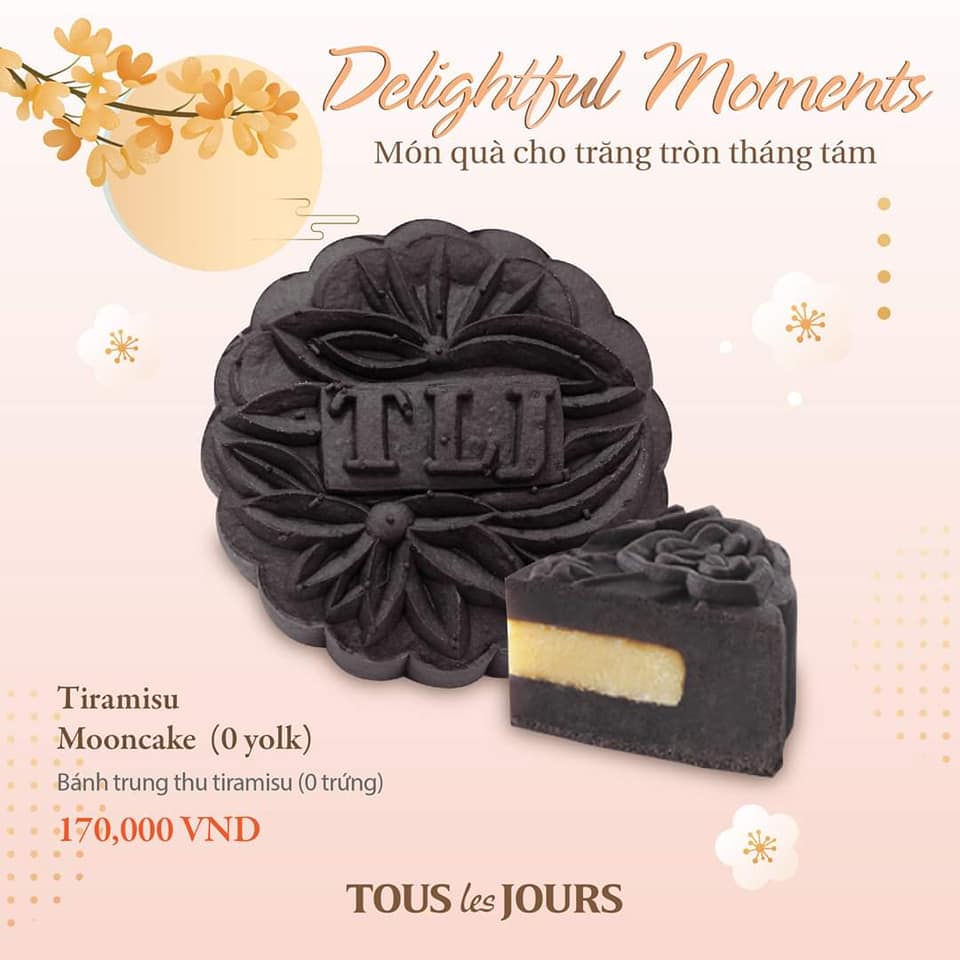 Delightful Moments
Món quà cho trăng tròn tháng tám
TLJ
Tiramisu
Mooncake (0 yolk)
Bánh trung thu tiramisu (0 trứng)
170,000 VND
TOUS les JOURS